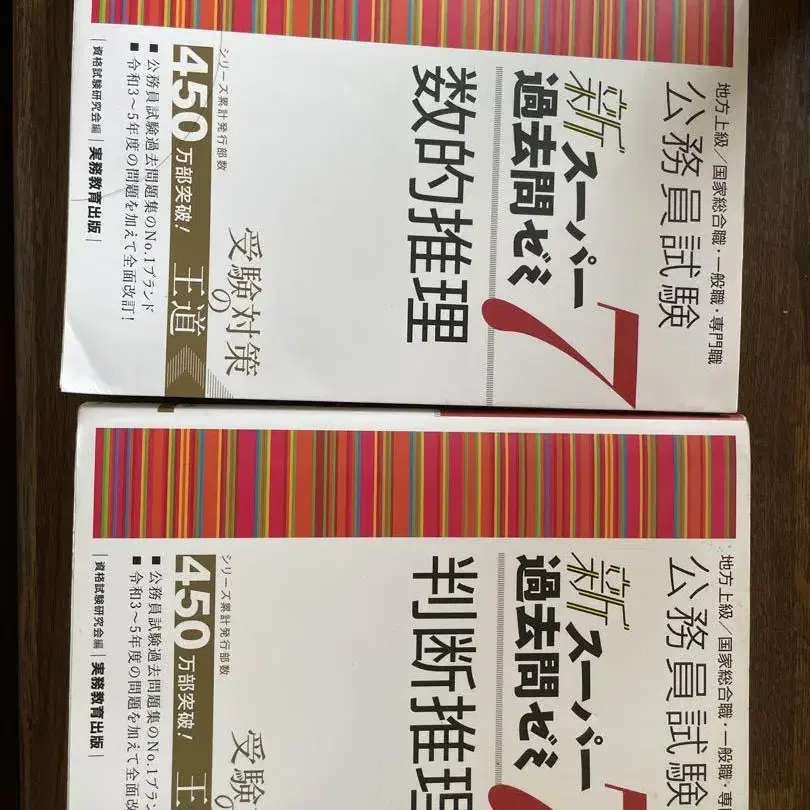 地方上級/国家総合職・一般職・専門職
公務員試験
新スーパー
過去問ゼミ7
数的推理
受験対策の
王道
シリーズ累計発行部数
450万部突破!
■ 公務員試験過去問題集のNo.1ブランド
■ 令和3~5年度の問題を加えて全面改訂!
資格試験研究会編|実務教育出版|
地方上級/国家総合職・一般職・専
公務員試験
新スーパー
過去問ゼミ
判断推理
受験の
王
シリーズ累計発行部数
450万部突破!
■ 公務員試験過去問題集のNo.1ブラン
■ 令和3~5年度の問題を加えて全面改
資格試験研究会編|実務教育出版|